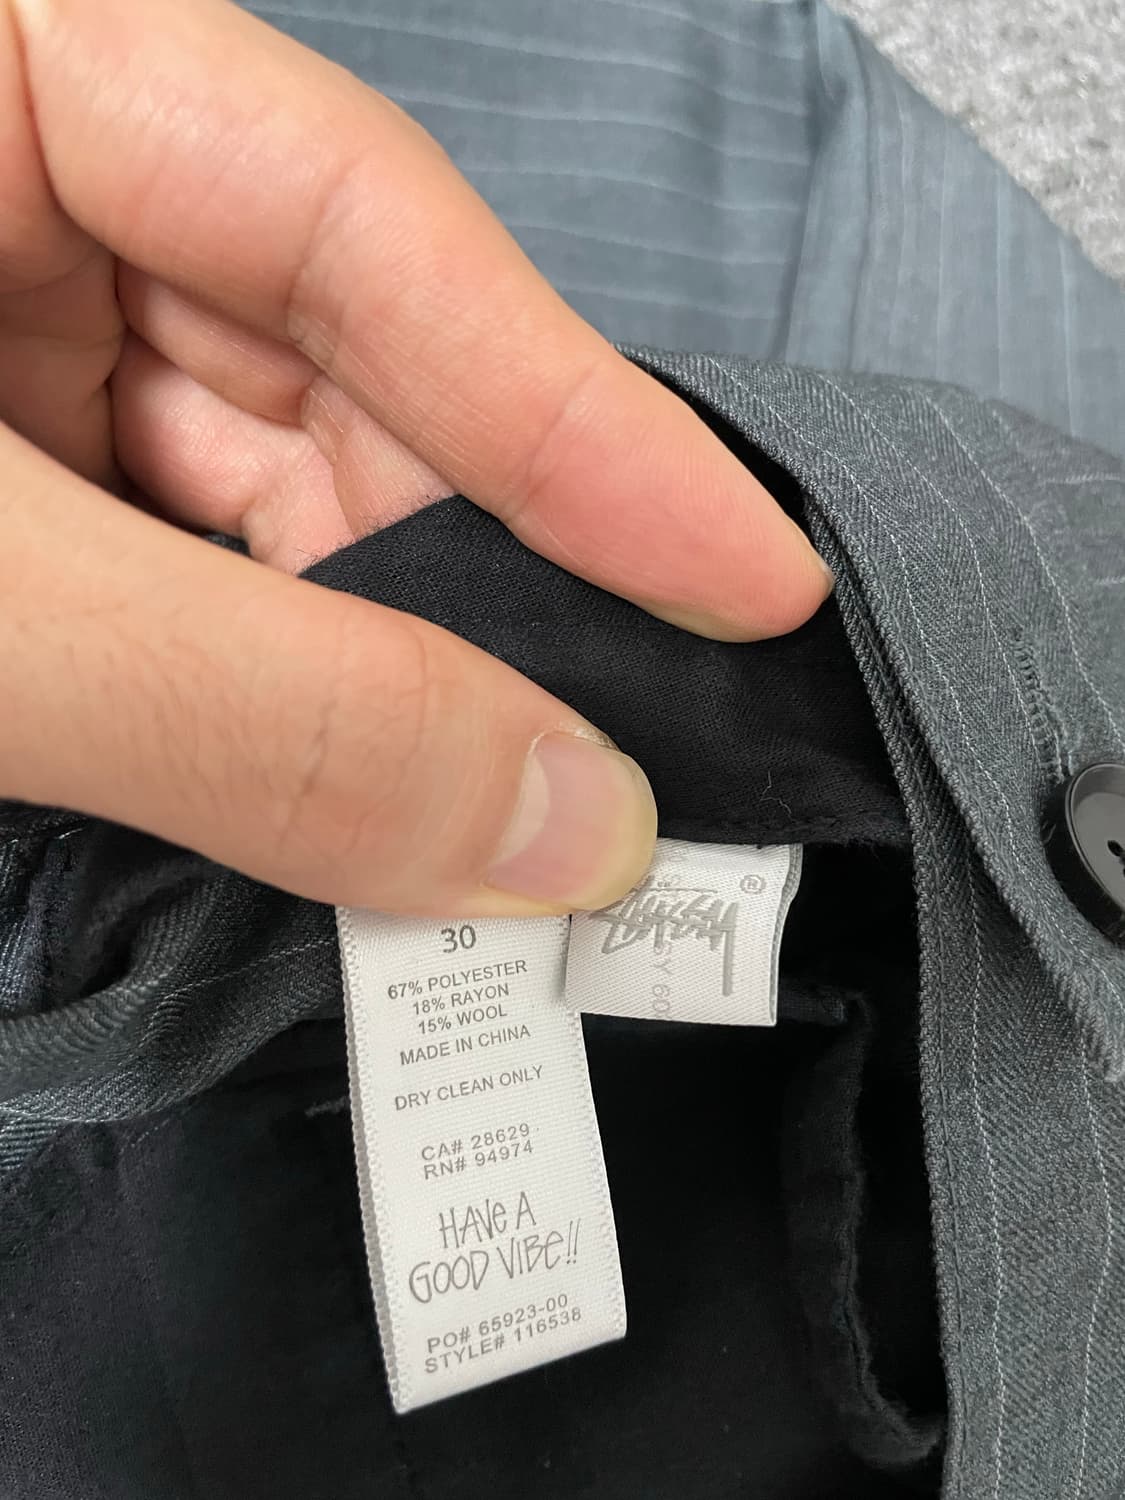 30
67% POLYESTER
18% RAYON
15% WOOL
MADE IN CHINA
DRY CLEAN ONLY
CA# 28629
RN# 94974
HAVE A
GOOD VIBE!!
PO# 65923-00
STYLE# 116538
Stüssy
®